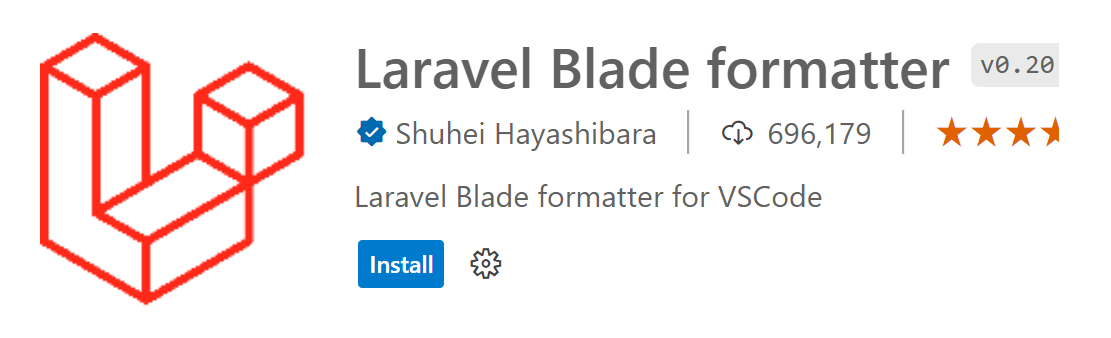 Laravel Blade formatter v0.20
Shuhei Hayashibara 696,179
Laravel Blade formatter for VSCode
Install